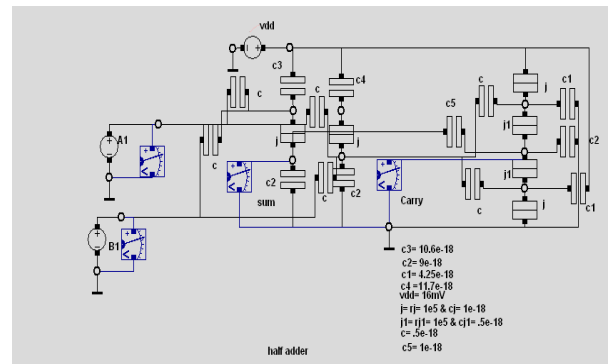 vdd
c3
c4
c
c
c
j
c1
c5
j1
c2
A1
j
j
c
c2
sum
c
c2
Carry
j1
c
j
c1
B1
c3= 10.6e-18
c2= 9e-18
c1= 4.25e-18
c4 =11.7e-18
vdd= 16mV
j= rj= 1e5 & cj= 1e-18
j1= rj1= 1e5 & cj1= .5e-18
c= .5e-18
c5= 1e-18
half adder